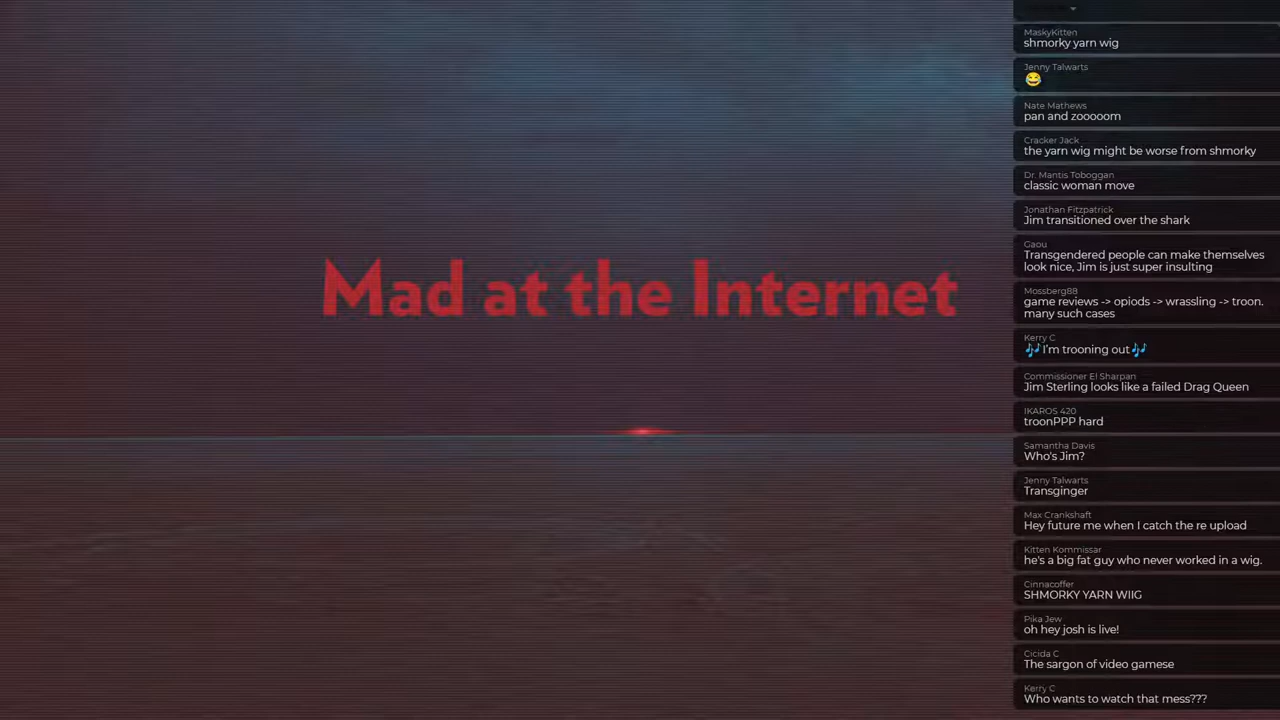 Mad at the Internet
MaskyKitten
shmorky yarn wig
Jenny Talwarts
😂
Nate Mathews
pan and zooooom
Cracker Jack
the yarn wig might be worse from shmorky
Dr. Mantis Toboggan
classic woman move
Jonathan Fitzpatrick
Jim transitioned over the shark
Gaou
Transgendered people can make themselves
look nice, Jim is just super insulting
Mossberg88
game reviews -> opiods -> wrassling -> troon.
many such cases
Kerry C
🎶I'm trooning out🎶
Commissioner El Sharpan
Jim Sterling looks like a failed Drag Queen
IKAROS 420
troonPPP hard
Samantha Davis
Who's Jim?
Jenny Talwarts
Transginger
Max Crankshaft
Hey future me when I catch the re upload
Kitten Kommissar
he's a big fat guy who never worked in a wig.
Cinnacoffer
SHMORKY YARN WIIG
Pika Jew
oh hey josh is live!
Cicida C
The sargon of video gamese
Kerry C
Who wants to watch that mess???